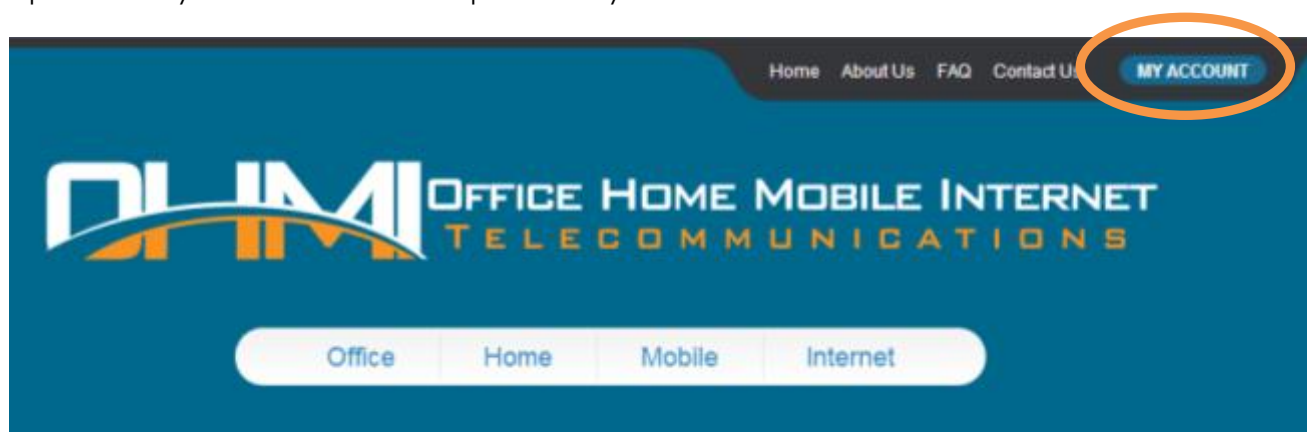 Home About Us FAQ Contact Us MY ACCOUNT
OHMI OFFICE HOME MOBILE INTERNET
TELECOMMUNICATIONS
Office Home Mobile Internet